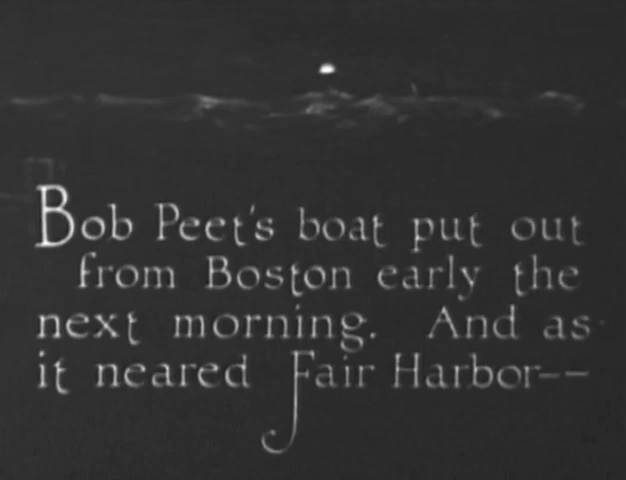 Bob Peet's boat put out
from Boston early the
next morning. And as
it neared Fair Harbor--